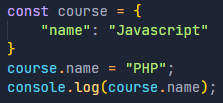 const course = {
    "name": "Javascript"
}
course.name = "PHP";
console.log(course.name);